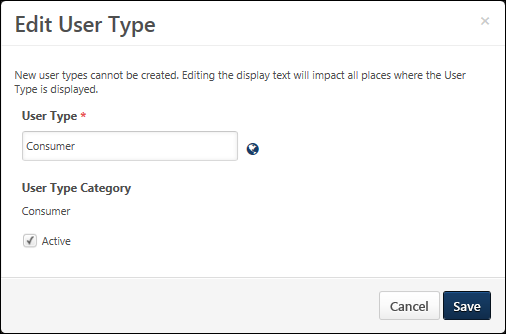 Edit User Type
×
New user types cannot be created. Editing the display text will impact all places where the User
Type is displayed.
User Type *
Consumer
User Type Category
Consumer
Active
Cancel
Save